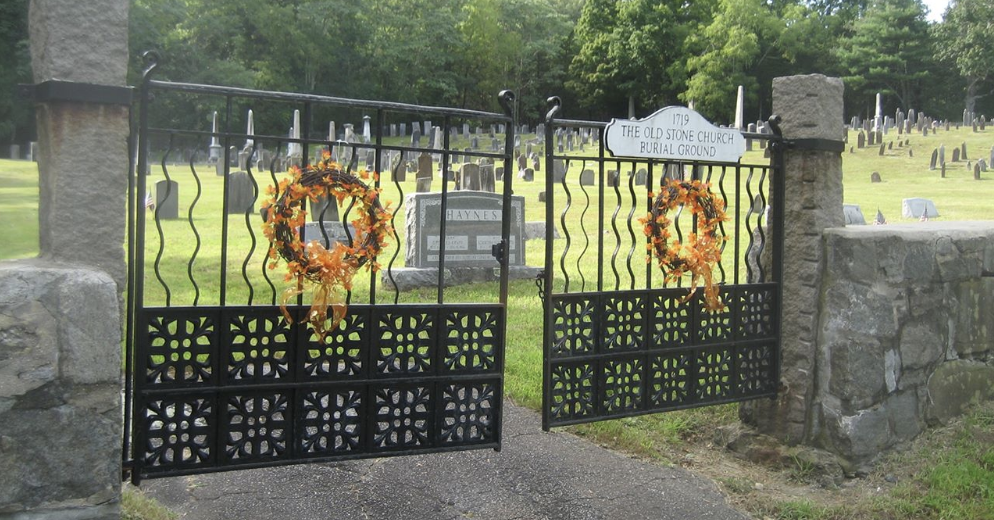 1719
THE OLD STONE CHURCH
BURIAL GROUND
HAYNES